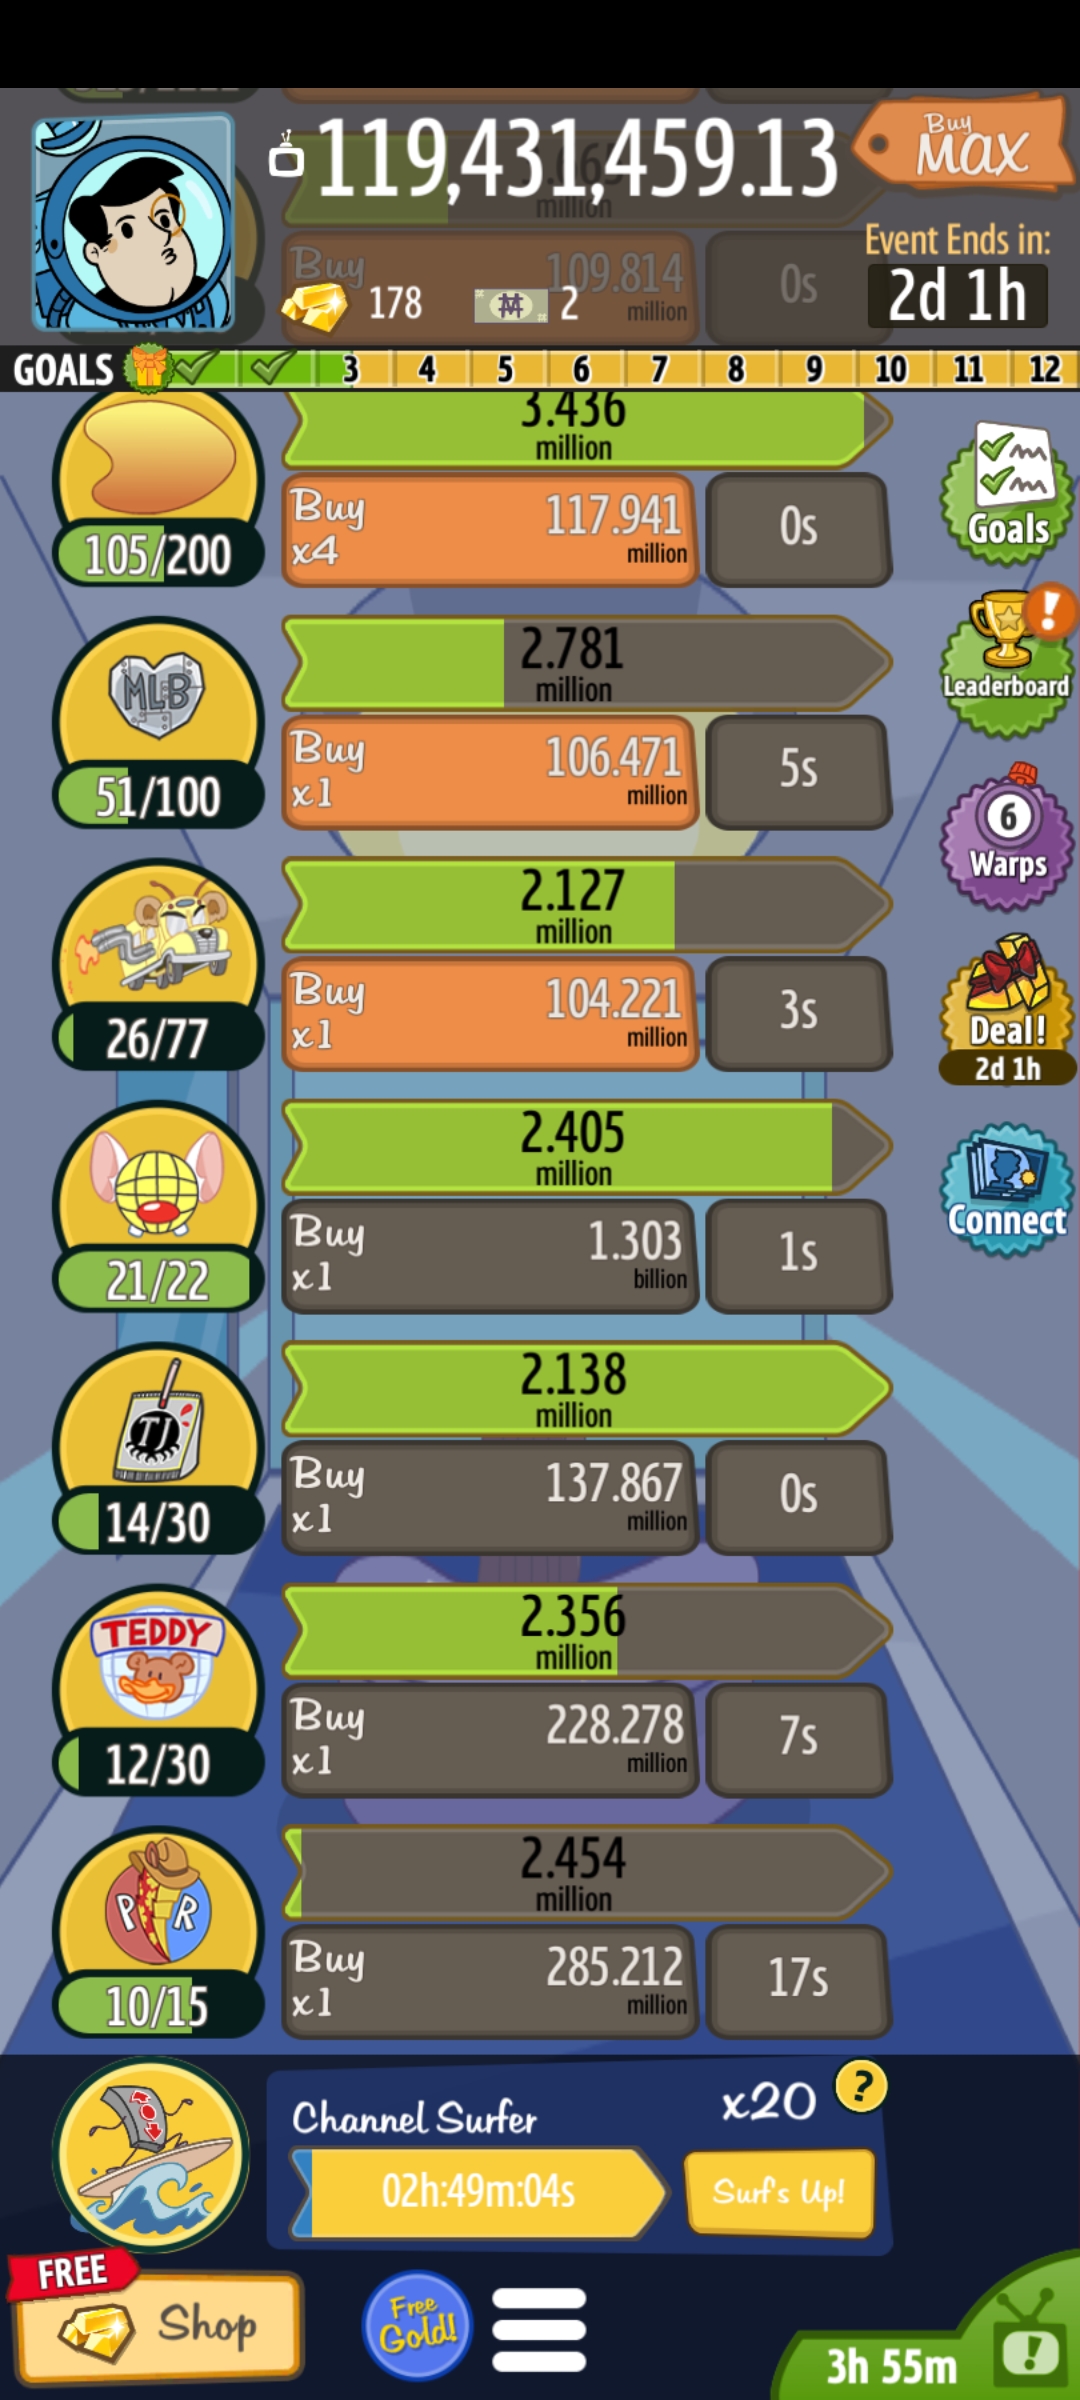 119,431,459.13
Buy
MAX
million
Buy
109.814
million
0s
178
2
Event Ends in:
2d 1h
GOALS
3 4 5 6 7 8 9 10 11 12
3.436
million
105/200
Buy
x4
117.941
million
0s
Goals
2.781
million
MLB
51/100
Buy
x1
106.471
million
5s
!
Leaderboard
2.127
million
26/77
Buy
x1
104.221
million
3s
6
Warps
Deal!
2d 1h
2.405
million
21/22
Buy
x1
1.303
billion
1s
Connect
2.138
million
TJ
14/30
Buy
x1
137.867
million
0s
2.356
million
TEDDY
12/30
Buy
x1
228.278
million
7s
2.454
million
P R
10/15
Buy
x1
285.212
million
17s
Channel Surfer
x20
?
02h:49m:04s
Surf's Up!
FREE
Shop
Free
Gold!
3h 55m
!